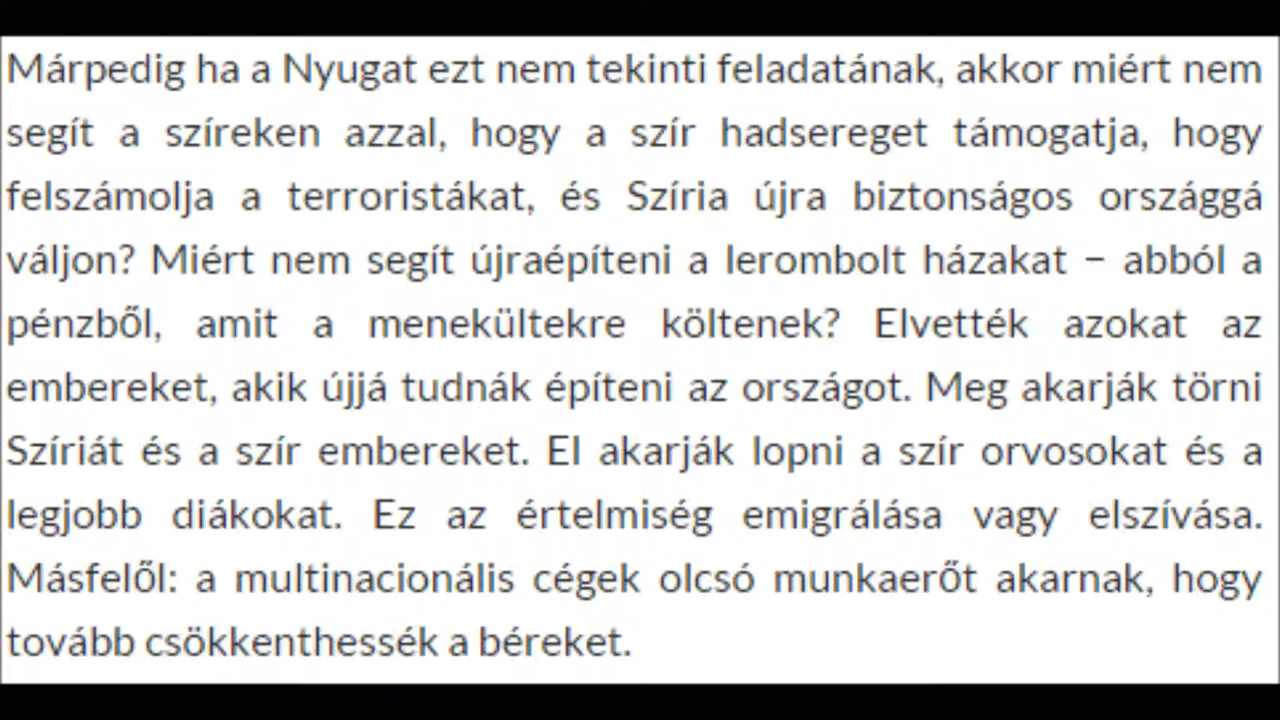 Márpedig ha a Nyugat ezt nem tekinti feladatának, akkor miért nem
segít a szíreken azzal, hogy a szír hadsereget támogatja, hogy
felszámolja a terroristákat, és Szíria újra biztonságos országgá
váljon? Miért nem segít újraépíteni a lerombolt házakat – abból a
pénzből, amit a menekültekre költenek? Elvették azokat az
embereket, akik újjá tudnák építeni az országot. Meg akarják törni
Szíriát és a szír embereket. El akarják lopni a szír orvosokat és a
legjobb diákokat. Ez az értelmiség emigrálása vagy elszívása.
Másfelől: a multinacionális cégek olcsó munkaerőt akarnak, hogy
tovább csökkenthessék a béreket.